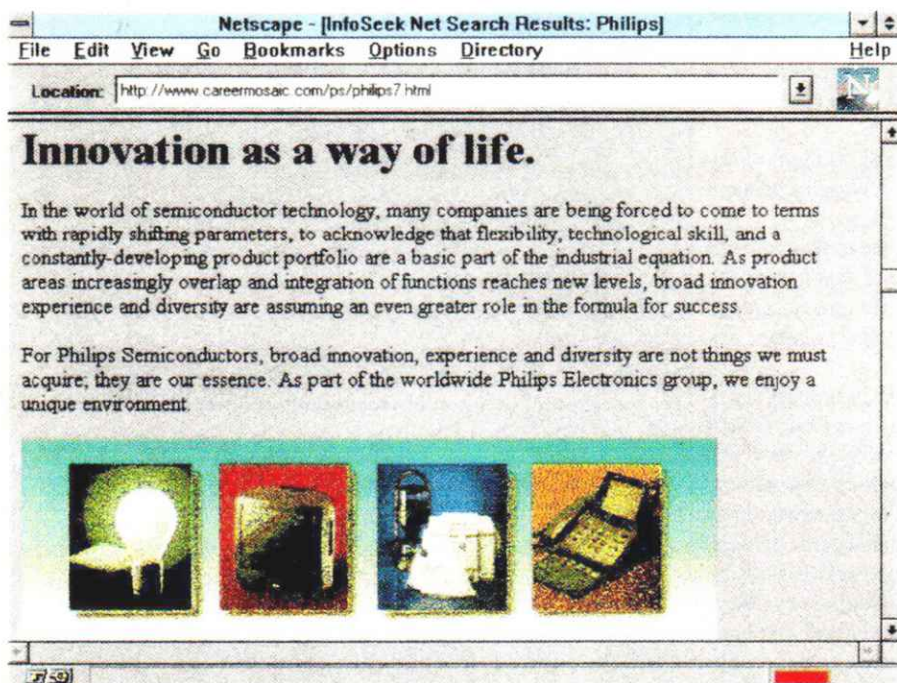 Netscape - [InfoSeek Net Search Results: Philips]
File Edit View Go Bookmarks Options Directory Help
Location: http://www.careermosaic.com/ps/philips7.html
N
Innovation as a way of life.
In the world of semiconductor technology, many companies are being forced to come to terms
with rapidly shifting parameters, to acknowledge that flexibility, technological skill, and a
constantly-developing product portfolio are a basic part of the industrial equation. As product
areas increasingly overlap and integration of functions reaches new levels, broad innovation
experience and diversity are assuming an even greater role in the formula for success.
For Philips Semiconductors, broad innovation, experience and diversity are not things we must
acquire; they are our essence. As part of the worldwide Philips Electronics group, we enjoy a
unique environment.